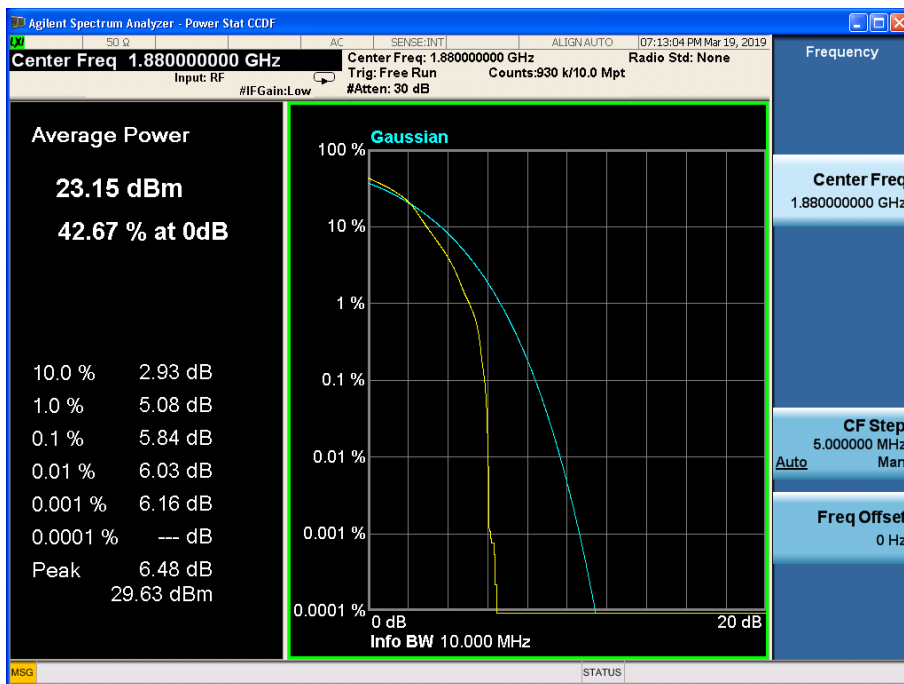 Agilent Spectrum Analyzer - Power Stat CCDF
LXI 50 Ω AC SENSE:INT ALIGN AUTO 07:13:04 PM Mar 19, 2019
Center Freq 1.880000000 GHz
Input: RF
#IFGain:Low
Center Freq: 1.880000000 GHz Radio Std: None
Trig: Free Run Counts:930 k/10.0 Mpt
#Atten: 30 dB
Average Power
23.15 dBm
42.67 % at 0dB
10.0 % 2.93 dB
1.0 % 5.08 dB
0.1 % 5.84 dB
0.01 % 6.03 dB
0.001 % 6.16 dB
0.0001 % --- dB
Peak 6.48 dB
29.63 dBm
Gaussian
100 %
10 %
1 %
0.1 %
0.01 %
0.001 %
0.0001 %
0 dB 20 dB
Info BW 10.000 MHz
Frequency
Center Freq
1.880000000 GHz
CF Step
5.000000 MHz
Auto Man
Freq Offset
0 Hz
MSG STATUS